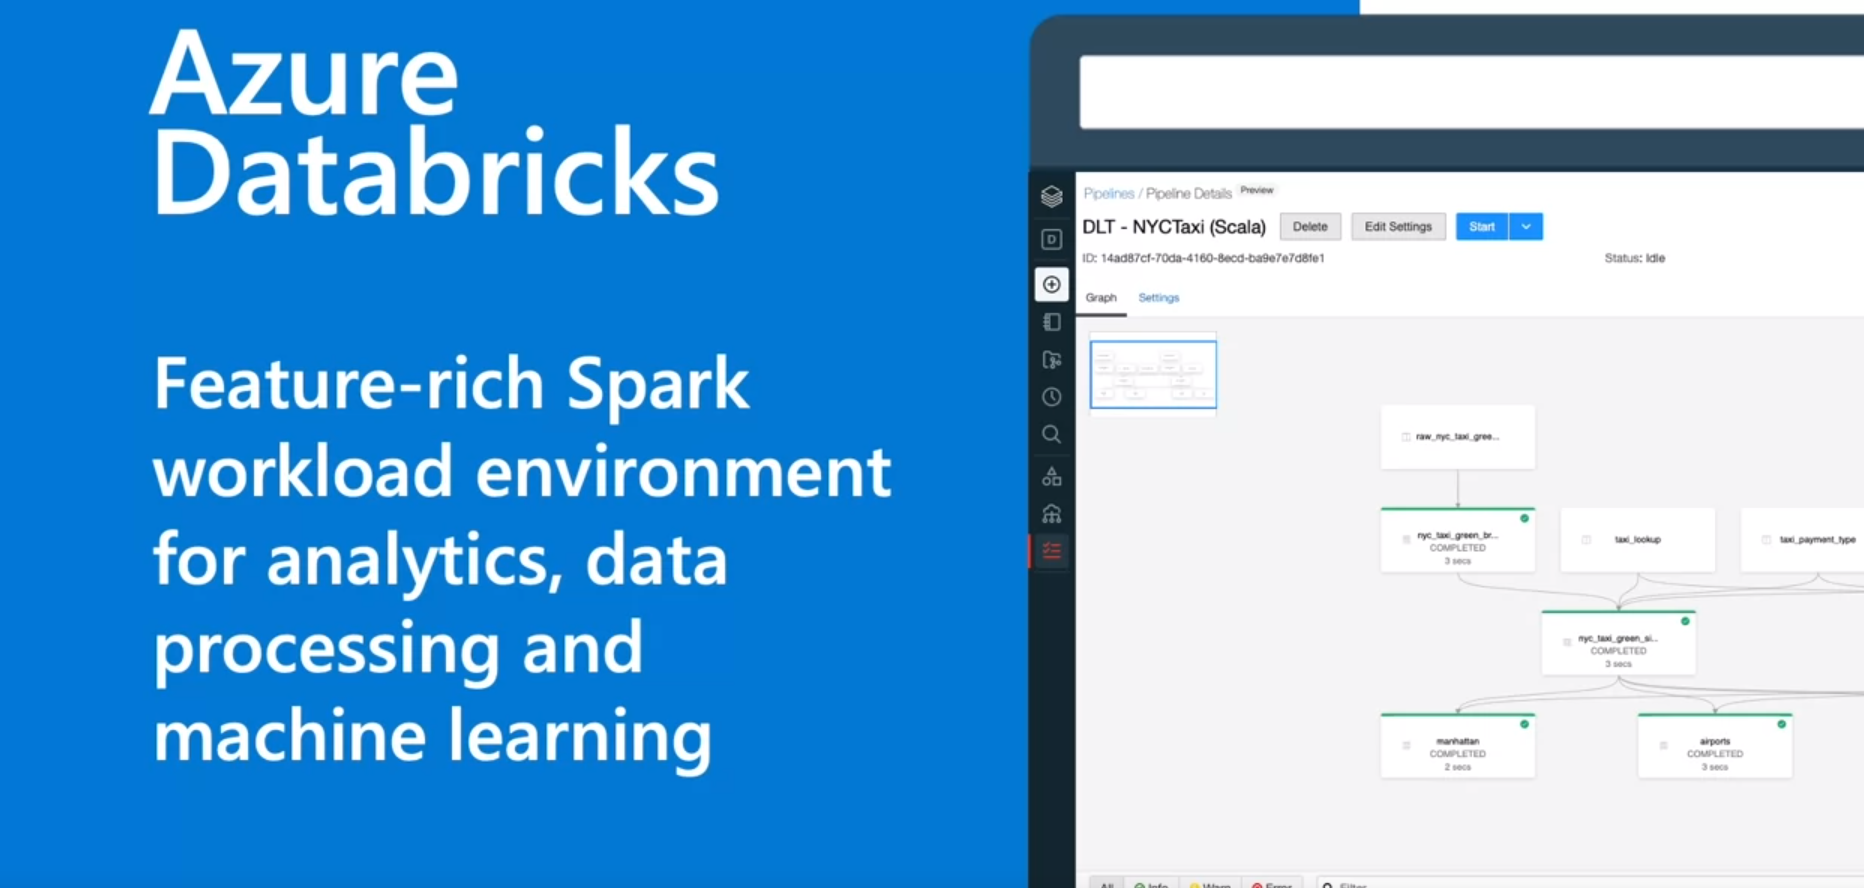 Azure
Databricks
Feature-rich Spark
workload environment
for analytics, data
processing and
machine learning
Pipelines / Pipeline Details Preview
DLT - NYCTaxi (Scala) Delete Edit Settings Start
ID: 14ad87cf-70da-4160-8ecd-ba9e7e7d8fe1 Status: Idle
Graph Settings
raw_nyc_taxi_gree...
nyc_taxi_green_br...
COMPLETED
3 secs
taxi_lookup
taxi_payment_type
nyc_taxi_green_si...
COMPLETED
3 secs
manhattan
COMPLETED
2 secs
airports
COMPLETED
3 secs
All Info Warn Error Filter